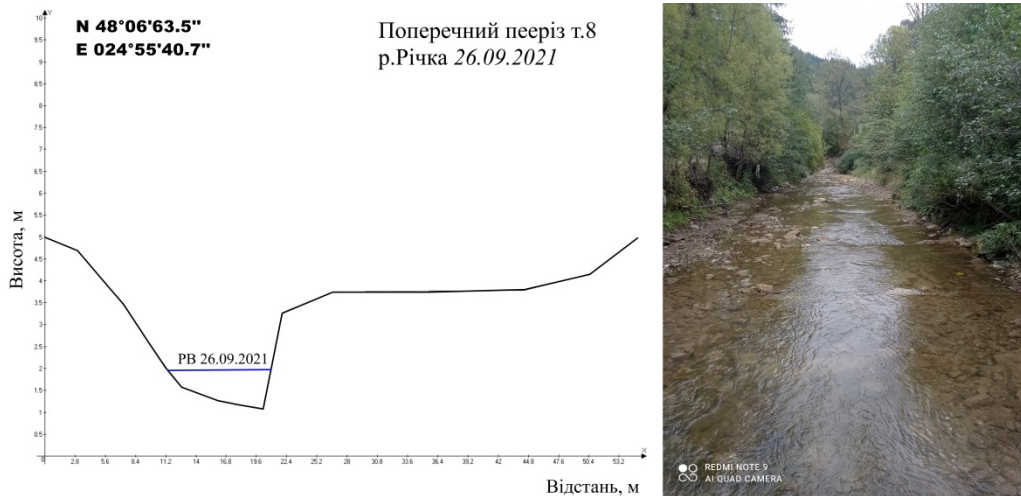 N 48°06'63.5"
E 024°55'40.7"
Поперечний пееріз т.8
р.Річка 26.09.2021
Y
10
9.5
9
8.5
8
7.5
7
6.5
6
5.5
5
4.5
4
3.5
3
2.5
2
1.5
1
0.5
0
Висота, м
РВ 26.09.2021
2.8 5.6 8.4 11.2 14 16.8 19.6 22.4 25.2 28 30.8 33.6 36.4 39.2 42 44.8 47.6 50.4 53.2
X
Відстань, м
REDMI NOTE 9
AI QUAD CAMERA